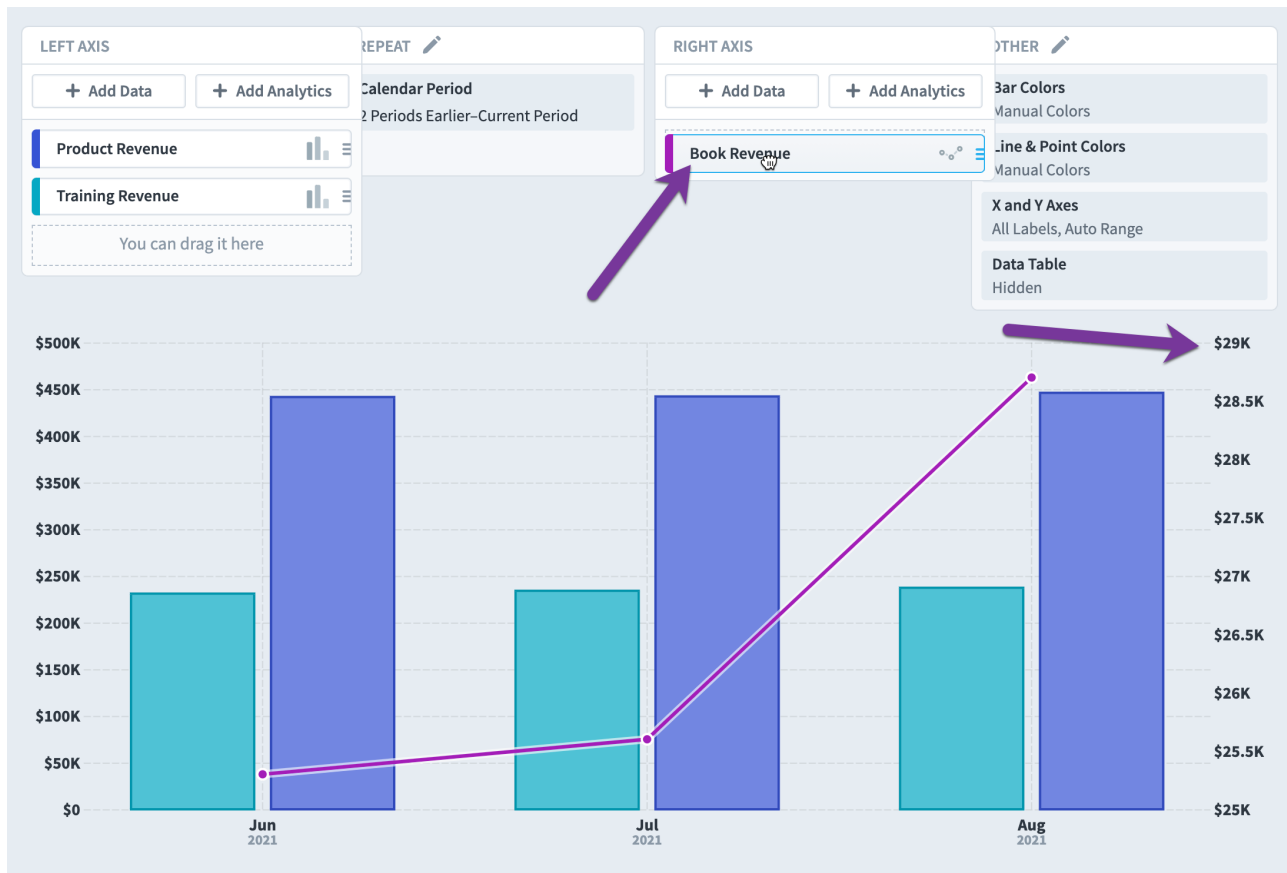 LEFT AXIS
REPEAT
RIGHT AXIS
OTHER
+ Add Data
+ Add Analytics
Calendar Period
2 Periods Earlier–Current Period
+ Add Data
+ Add Analytics
Bar Colors
Manual Colors
Product Revenue
Training Revenue
You can drag it here
Book Revenue
Line & Point Colors
Manual Colors
X and Y Axes
All Labels, Auto Range
Data Table
Hidden
$500K
$450K
$400K
$350K
$300K
$250K
$200K
$150K
$100K
$50K
$0
$29K
$28.5K
$28K
$27.5K
$27K
$26.5K
$26K
$25.5K
$25K
Jun
2021
Jul
2021
Aug
2021